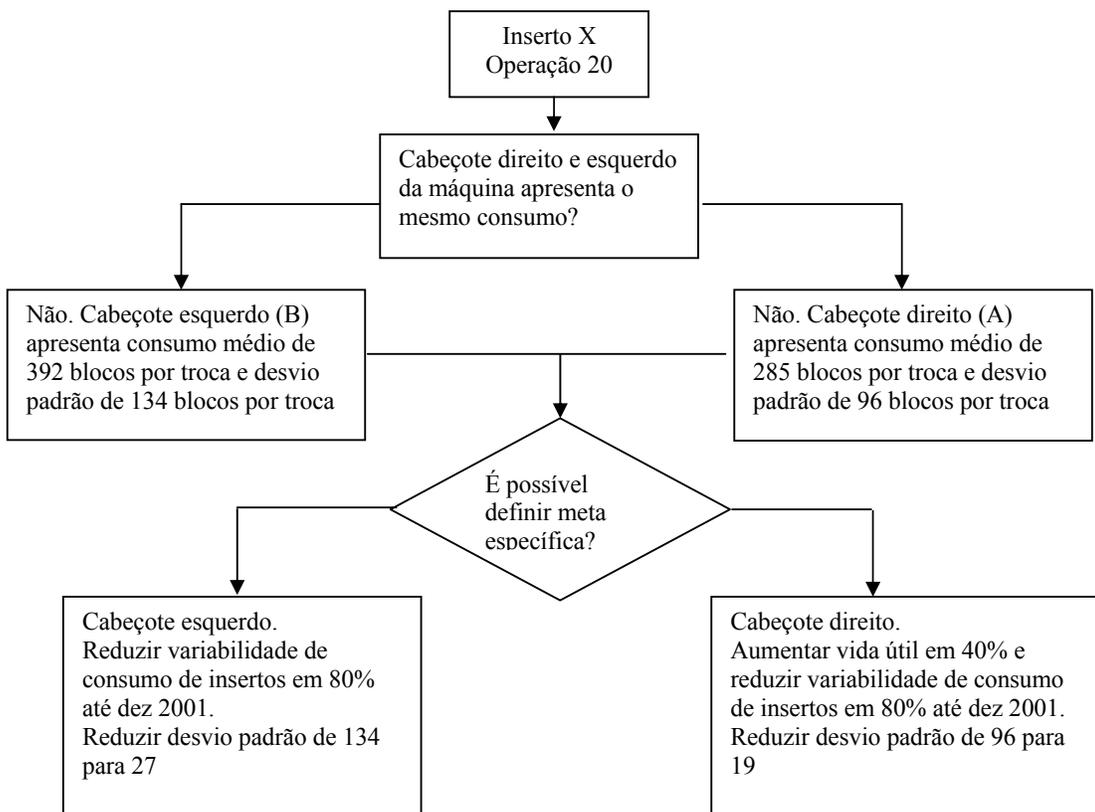 Inserto X
Operação 20
Cabeçote direito e esquerdo
da máquina apresenta o
mesmo consumo?
Não. Cabeçote esquerdo (B)
apresenta consumo médio de
392 blocos por troca e desvio
padrão de 134 blocos por troca
Não. Cabeçote direito (A)
apresenta consumo médio de
285 blocos por troca e desvio
padrão de 96 blocos por troca
É possível
definir meta
específica?
Cabeçote esquerdo.
Reduzir variabilidade de
consumo de insertos em 80%
até dez 2001.
Reduzir desvio padrão de 134
para 27
Cabeçote direito.
Aumentar vida útil em 40% e
reduzir variabilidade de consumo
de insertos em 80% até dez 2001.
Reduzir desvio padrão de 96 para
19